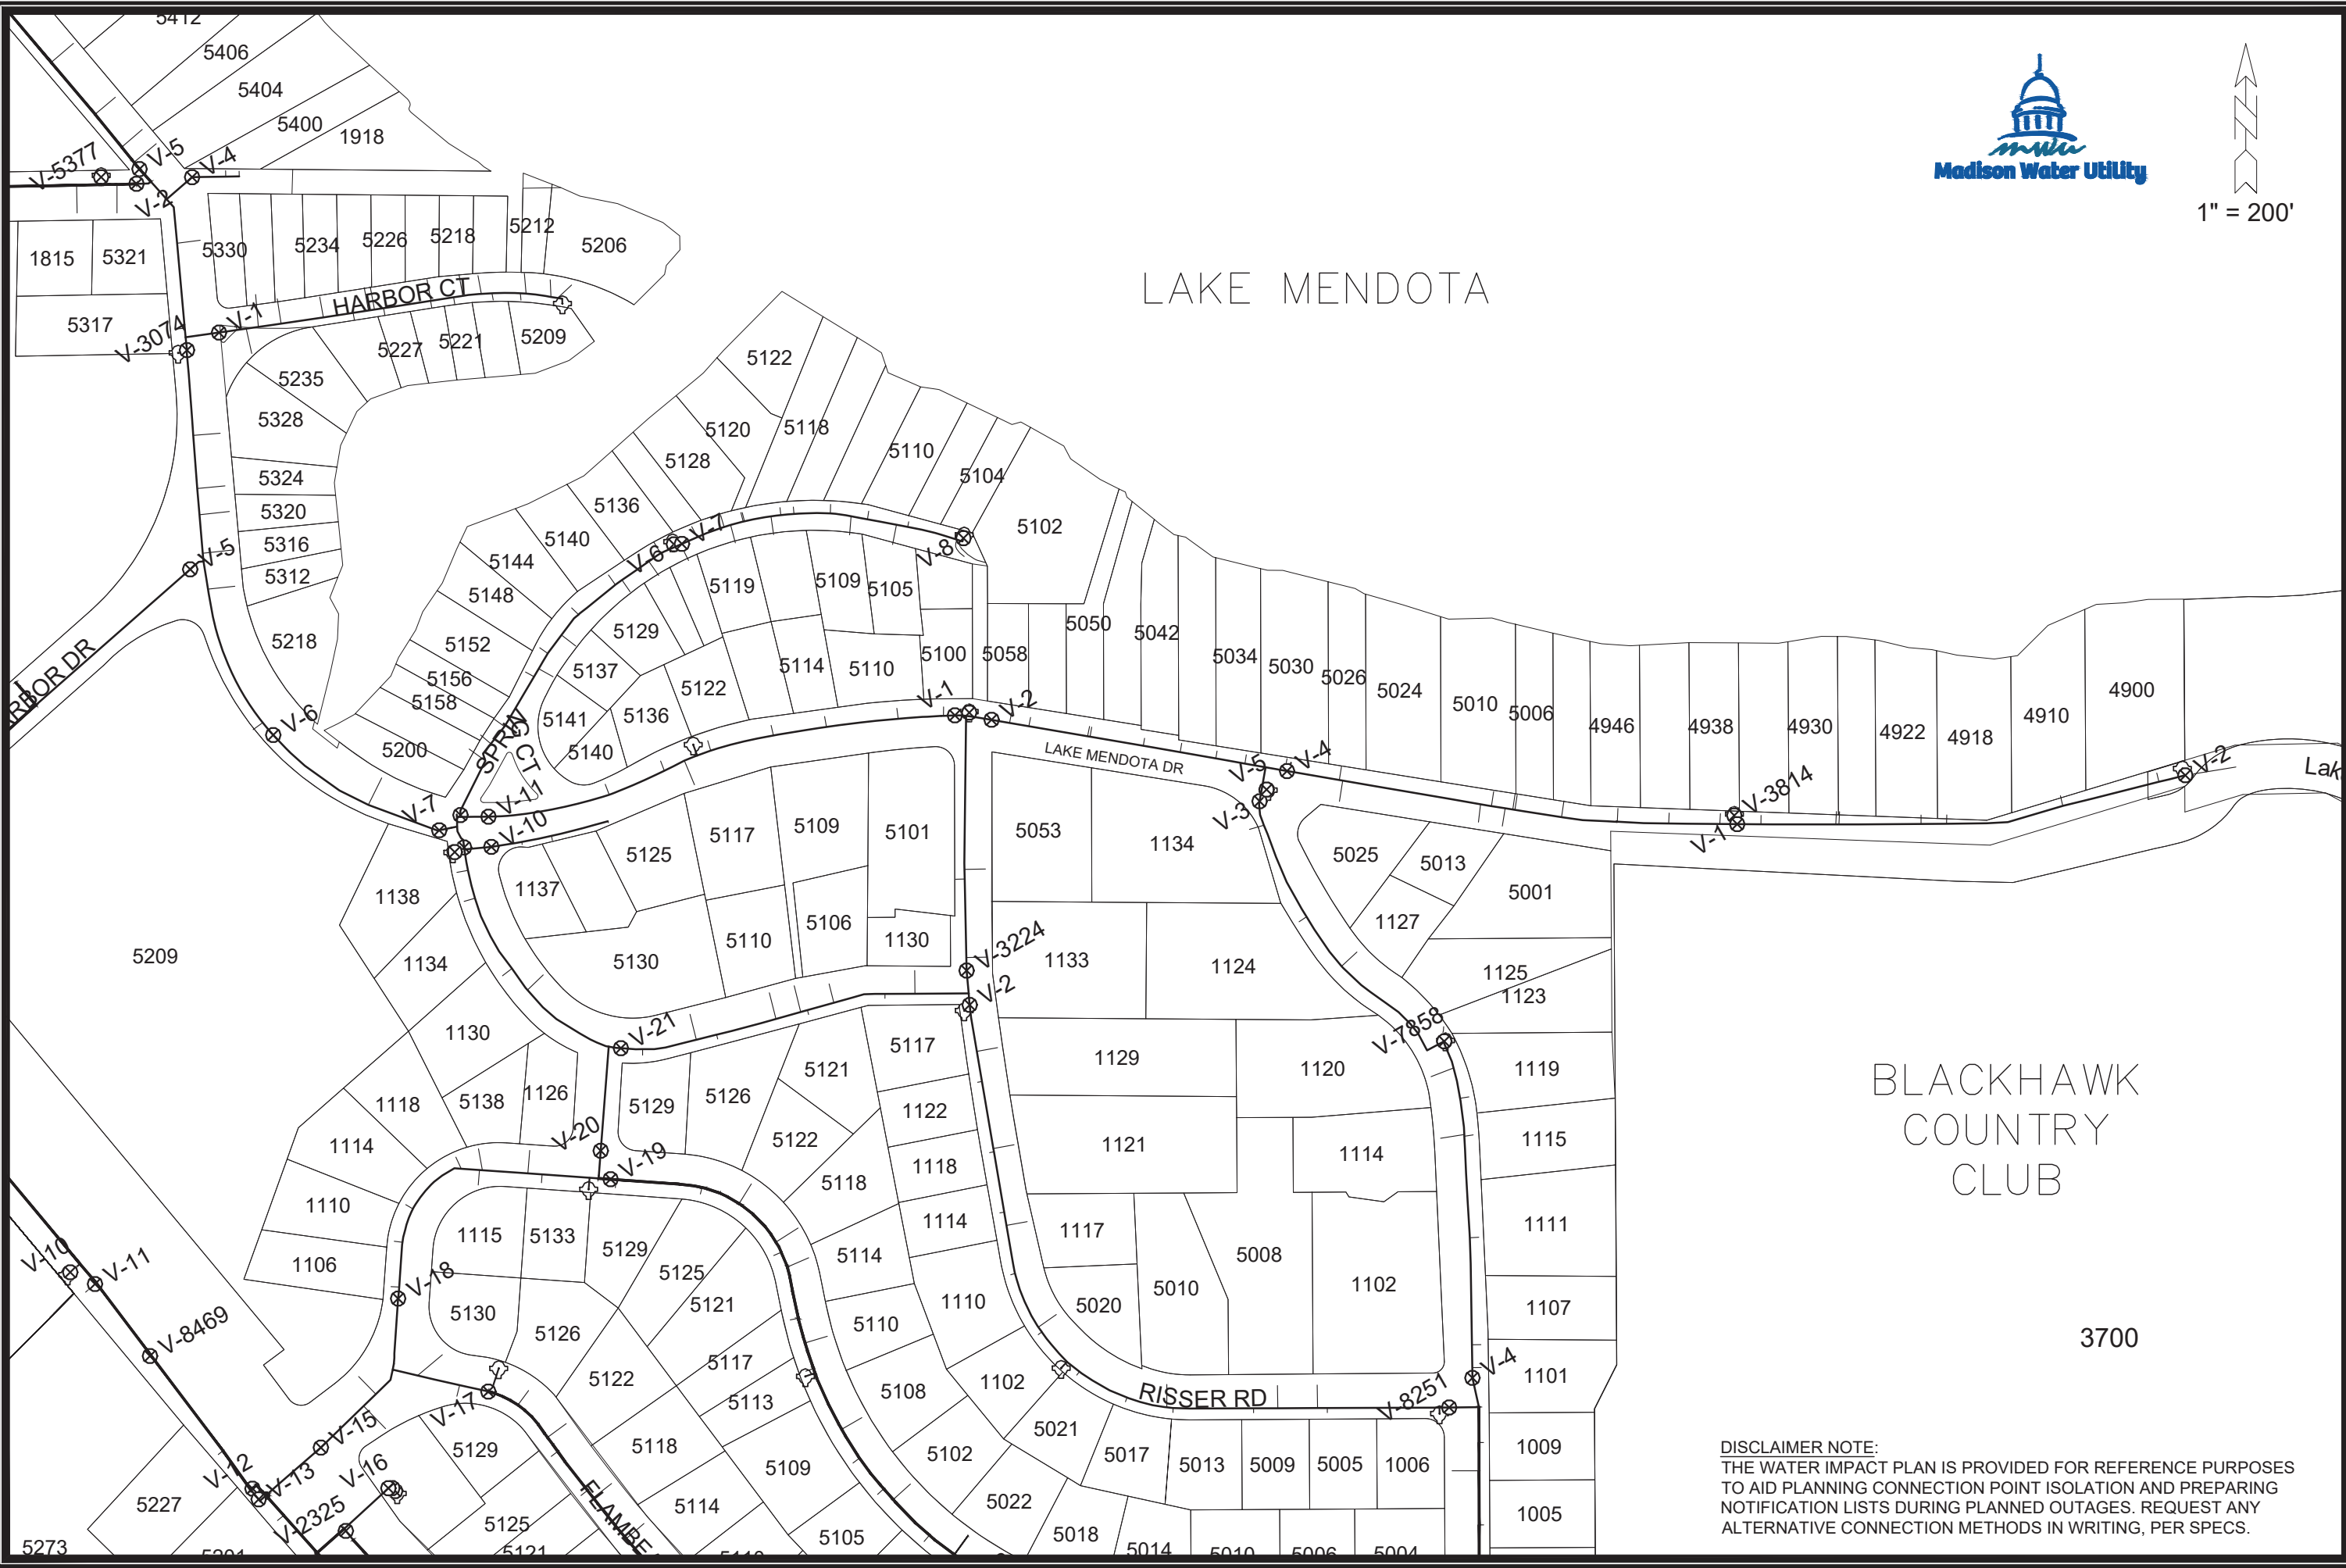 5412
5406
5404
5400
1918
V-5377
V-5
V-4
V-2
Madison Water Utility
N
1" = 200'
1815
5321
5330
5234
5226
5218
5212
5206
5317
HARBOR CT
V-3074
V-1
5227
5221
5209
LAKE MENDOTA
5235
5328
5324
5320
5316
5312
5218
V-5
V-6
5122
5120
5118
5128
5110
5104
5136
5102
5140
5144
5148
5152
5156
5158
5200
V-6
V-7
V-8
5119
5109
5105
5129
5137
5141
5140
5136
5122
5114
5110
5100
5058
5050
5042
5034
5030
5026
5024
5010
5006
4946
4938
4930
4922
4918
4910
4900
SPRING CT
V-1
V-2
LAKE MENDOTA DR
V-5
V-4
V-3
V-3814
V-1
V-2
V-7
V-11
V-10
1138
1137
5125
5117
5109
5101
5053
1134
5025
5013
5001
1127
5209
1134
5130
5110
5106
1130
V-3224
V-2
1133
1124
1125
1123
V-7858
1130
V-21
5117
1129
1120
1119
1118
5138
1126
5129
5126
5121
1122
1121
1115
1114
V-20
V-19
5122
1118
5118
1114
BLACKHAWK
COUNTRY
CLUB
1110
1115
5133
5129
5114
1114
1117
5008
1111
1106
V-18
5125
5121
5010
1102
V-10
V-11
V-8469
5130
5126
5110
1110
5020
1107
3700
5122
5117
5108
1102
V-4
1101
V-17
5113
RISSER RD
V-8251
V-15
5129
5118
5109
5102
5021
5017
5013
5009
5005
1006
1009
V-12
V-13
V-16
V-2325
5227
5125
5114
5105
5022
5018
1005
5273
DISCLAIMER NOTE:
THE WATER IMPACT PLAN IS PROVIDED FOR REFERENCE PURPOSES
TO AID PLANNING CONNECTION POINT ISOLATION AND PREPARING
NOTIFICATION LISTS DURING PLANNED OUTAGES. REQUEST ANY
ALTERNATIVE CONNECTION METHODS IN WRITING, PER SPECS.